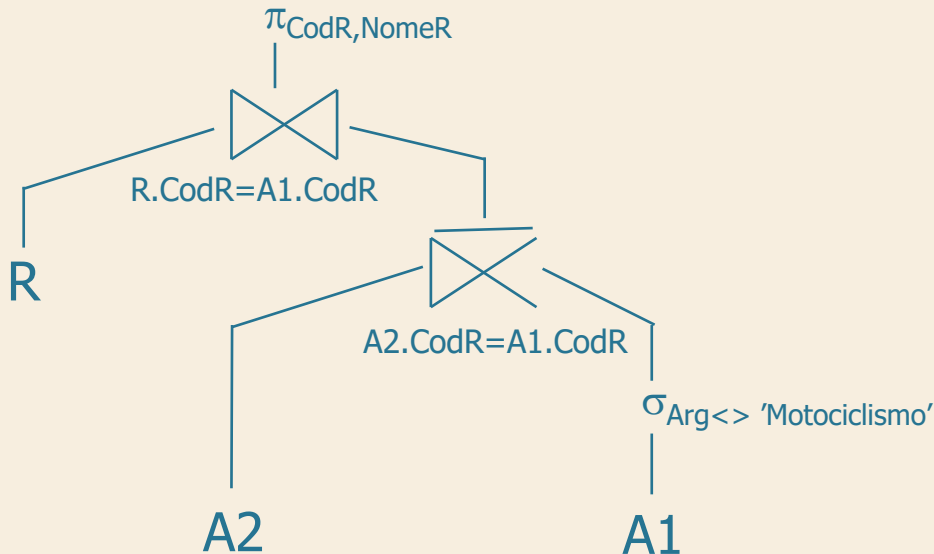 πCodR,NomeR
R.CodR=A1.CodR
R
A2.CodR=A1.CodR
σArg<> ’Motociclismo’
A2
A1